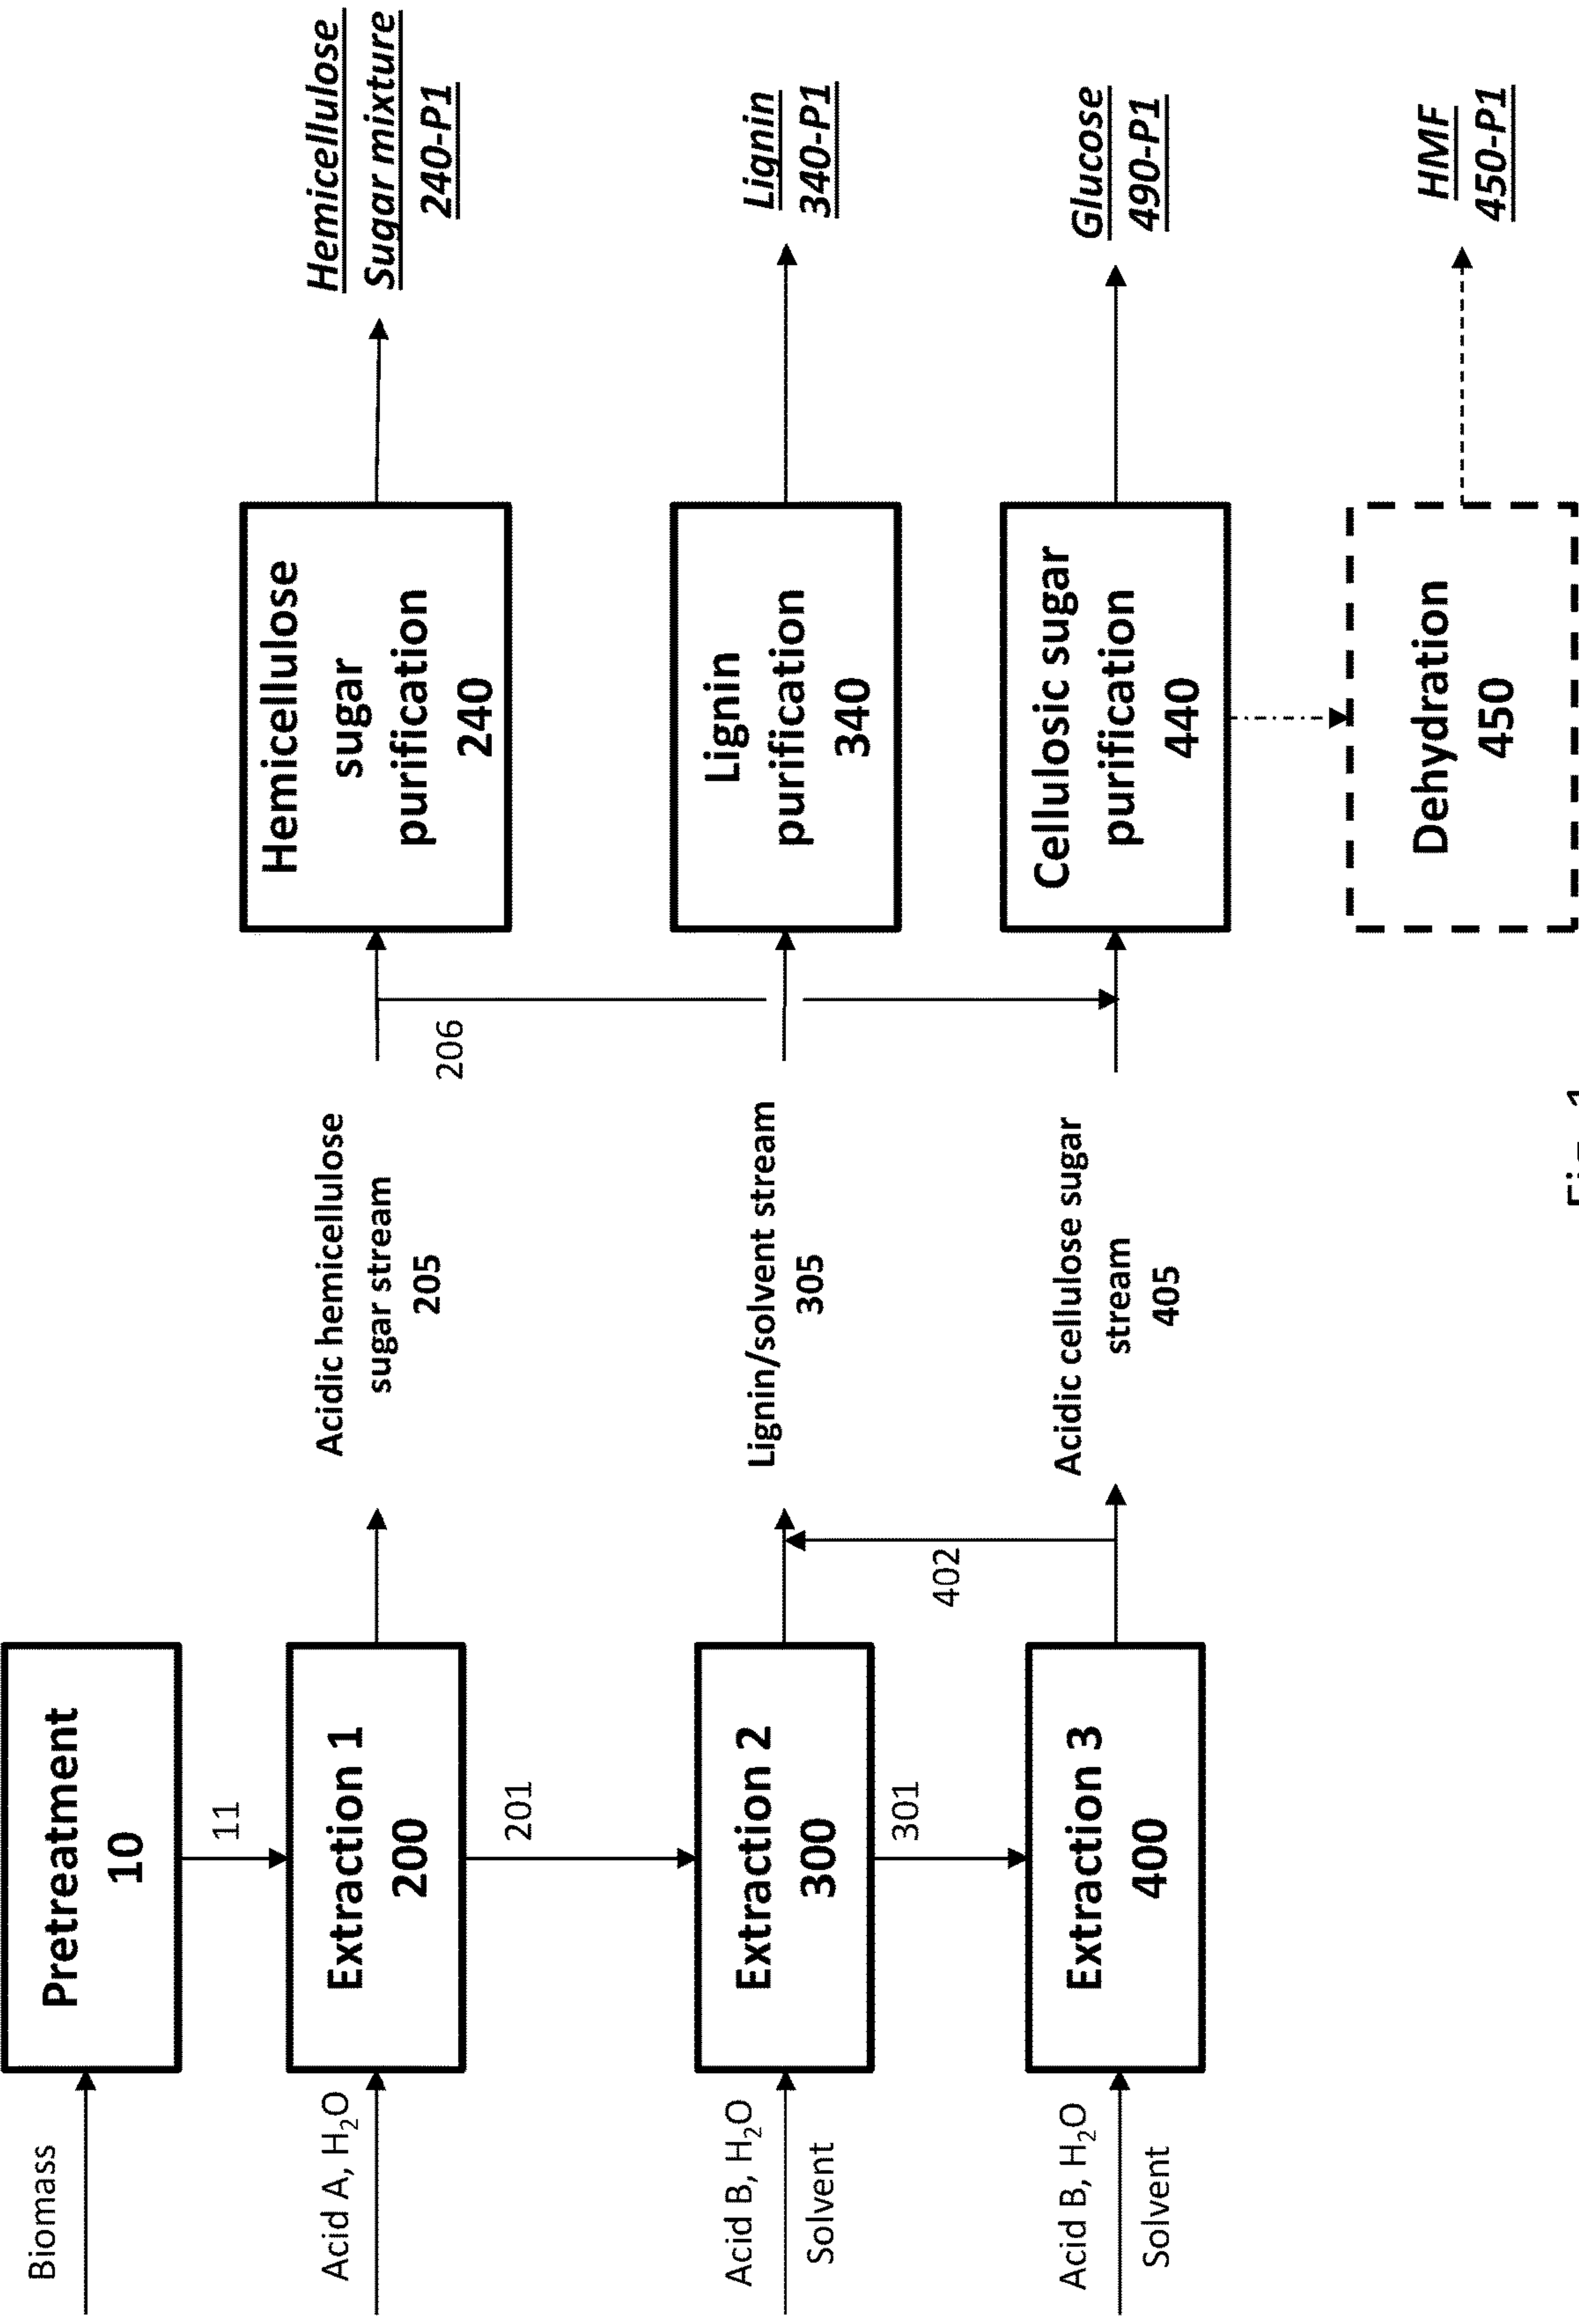 Biomass
Pretreatment
10
11
Acid A, H₂O
Extraction 1
200
Acidic hemicellulose
sugar stream
205
206
Hemicellulose
sugar
purification
240
Hemicellulose
Sugar mixture
240-P1
201
Acid B, H₂O
Solvent
Extraction 2
300
Lignin/solvent stream
305
Lignin
purification
340
Lignin
340-P1
301
402
Acid B, H₂O
Solvent
Extraction 3
400
Acidic cellulose sugar
stream
405
Cellulosic sugar
purification
440
Glucose
490-P1
Dehydration
450
HMF
450-P1